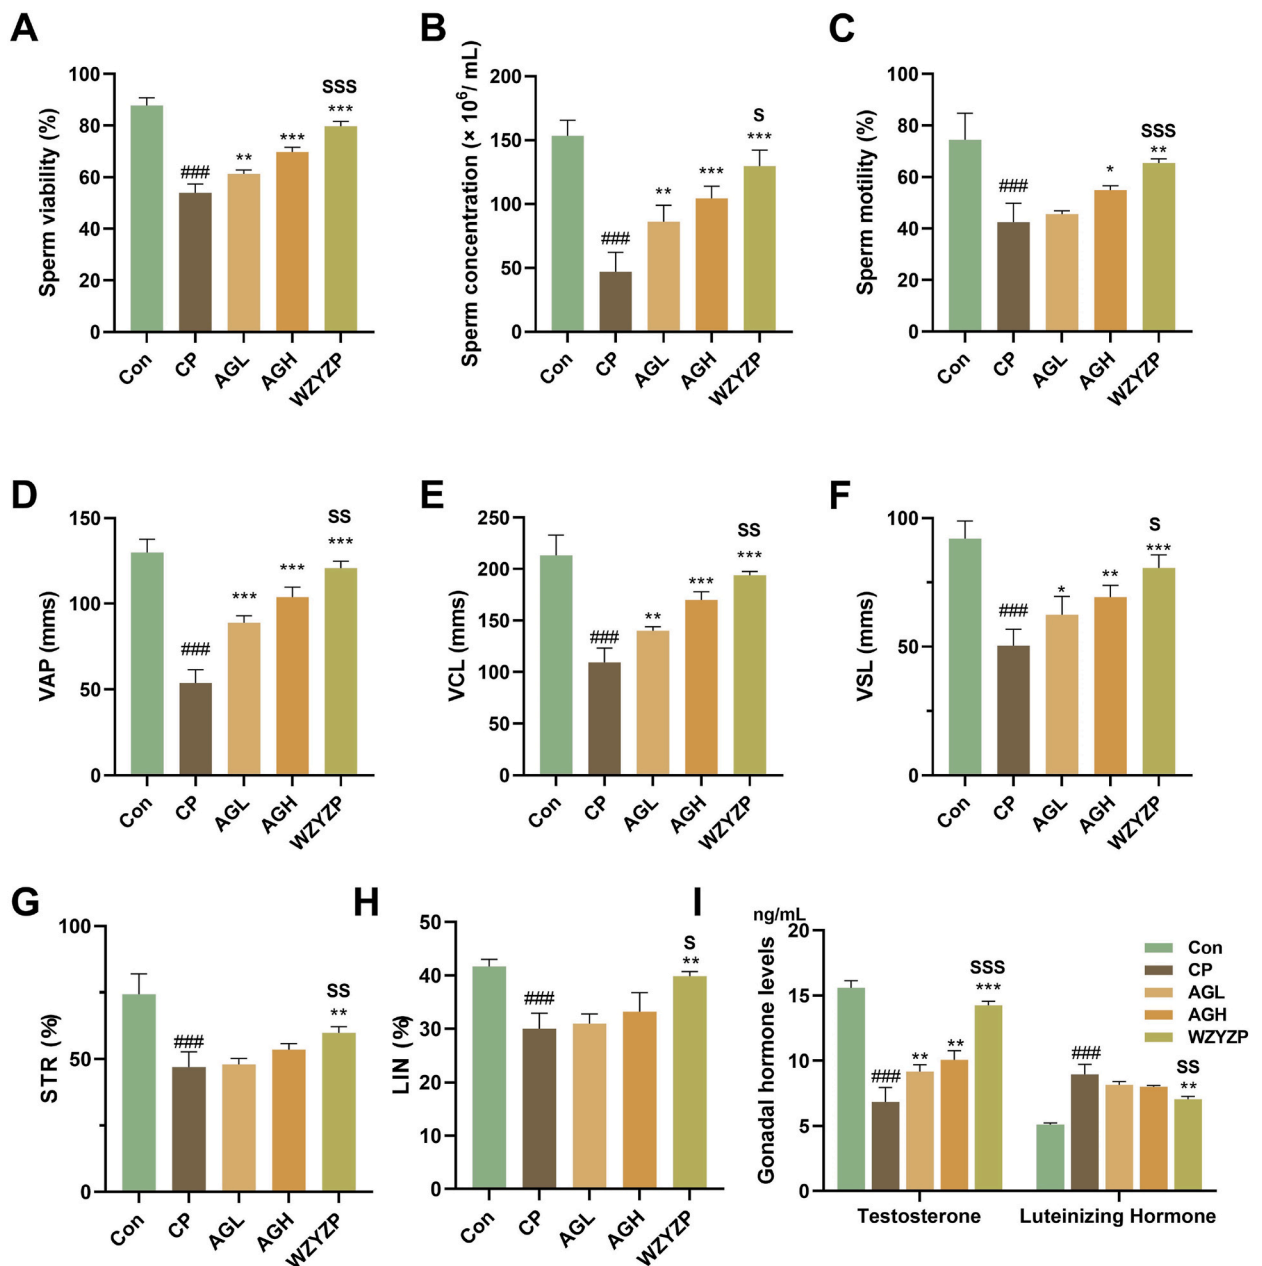 A
Sperm viability (%)
100
80
60
40
20
0
###
**
***
SSS
***
Con
CP
AGL
AGH
WZYZP
B
Sperm concentration (× 10⁶/ mL)
200
150
100
50
0
###
**
***
S
***
Con
CP
AGL
AGH
WZYZP
C
Sperm motility (%)
100
80
60
40
20
0
###
*
SSS
**
Con
CP
AGL
AGH
WZYZP
D
VAP (mms)
150
100
50
0
###
***
***
SS
***
Con
CP
AGL
AGH
WZYZP
E
VCL (mms)
250
200
150
100
50
0
###
**
***
SS
***
Con
CP
AGL
AGH
WZYZP
F
VSL (mms)
100
50
0
###
*
**
S
***
Con
CP
AGL
AGH
WZYZP
G
STR (%)
100
50
0
###
SS
**
Con
CP
AGL
AGH
WZYZP
H
LIN (%)
50
40
30
20
10
0
###
S
**
Con
CP
AGL
AGH
WZYZP
I
ng/mL
Gonadal hormone levels
20
15
10
5
0
###
**
**
SSS
***
###
SS
**
Testosterone
Luteinizing Hormone
Con
CP
AGL
AGH
WZYZP